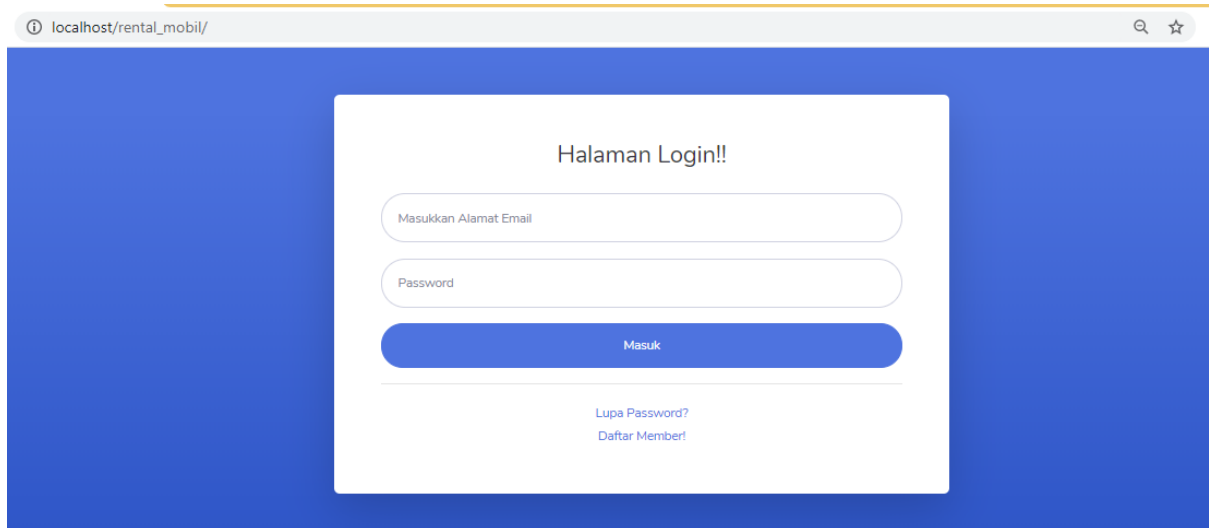 localhost/rental_mobil/
Halaman Login!!
Masukkan Alamat Email
Password
Masuk
Lupa Password?
Daftar Member!